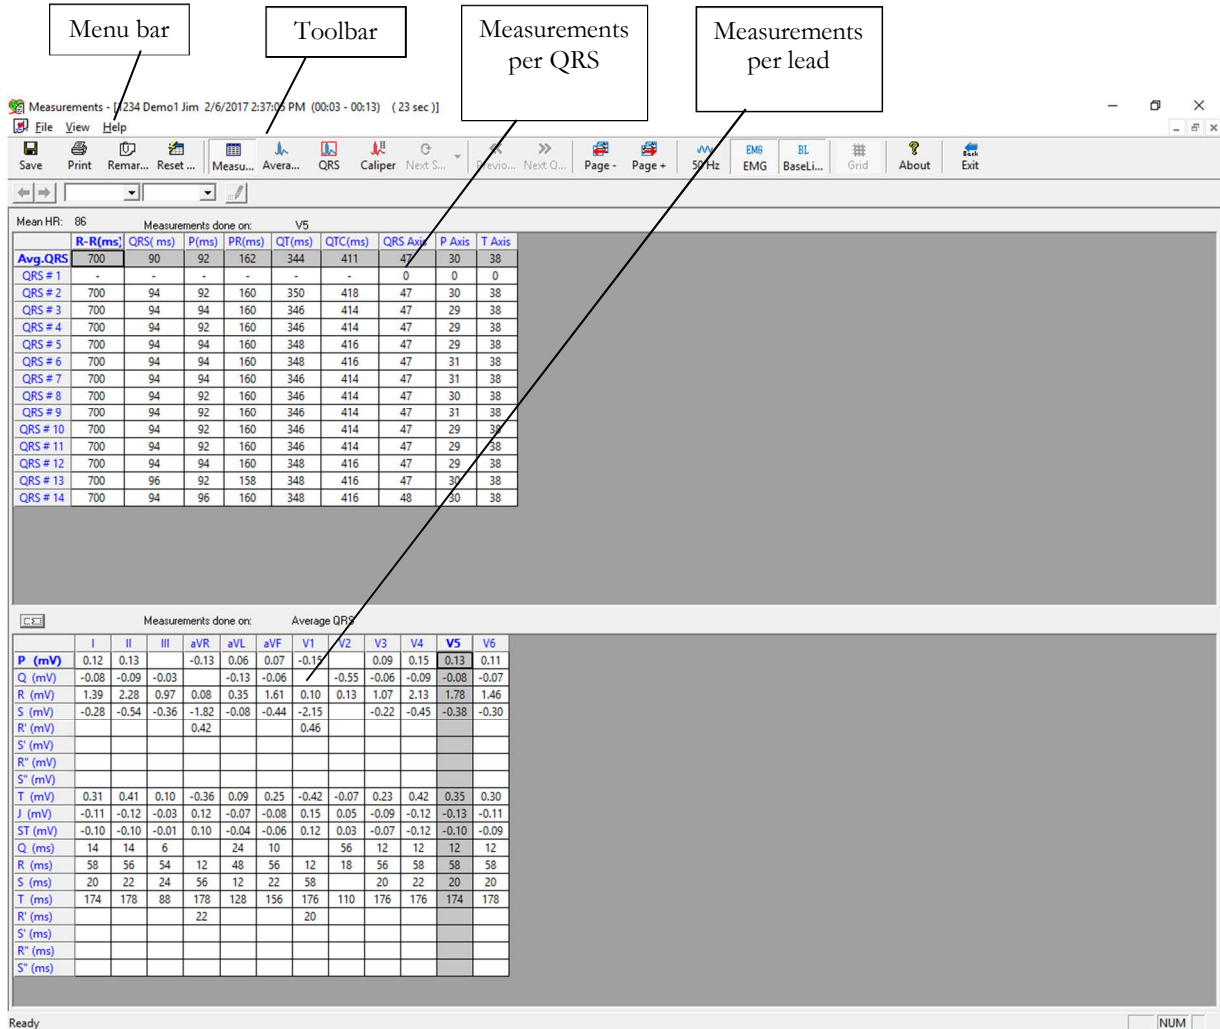 Menu bar Toolbar Measurements Measurements
per QRS per lead
Measurements - [1234 Demo1 Jim 2/6/2017 2:37:05 PM (00:03 - 00:13) ( 23 sec )]
File View Help
Save Print Remar... Reset ... Measu... Avera... QRS Caliper Next S... Previo... Next Q... Page - Page + 50 Hz EMG EMG BL BaseLi... Grid About Back Exit
Mean HR: 86 Measurements done on: V5
R-R(ms) QRS( ms) P(ms) PR(ms) QT(ms) QTC(ms) QRS Axis P Axis T Axis
Avg.QRS 700 90 92 162 344 411 47 30 38
QRS # 1 - - - - - - 0 0 0
QRS # 2 700 94 92 160 350 418 47 30 38
QRS # 3 700 94 94 160 346 414 47 29 38
QRS # 4 700 94 92 160 346 414 47 29 38
QRS # 5 700 94 94 160 348 416 47 29 38
QRS # 6 700 94 94 160 348 416 47 31 38
QRS # 7 700 94 94 160 346 414 47 31 38
QRS # 8 700 94 92 160 346 414 47 30 38
QRS # 9 700 94 92 160 346 414 47 31 38
QRS # 10 700 94 92 160 346 414 47 29 38
QRS # 11 700 94 92 160 346 414 47 29 38
QRS # 12 700 94 94 160 348 416 47 29 38
QRS # 13 700 96 92 158 348 416 47 30 38
QRS # 14 700 94 96 160 348 416 48 30 38
Measurements done on: Average QRS
I II III aVR aVL aVF V1 V2 V3 V4 V5 V6
P (mV) 0.12 0.13 -0.13 0.06 0.07 -0.15 0.09 0.15 0.13 0.11
Q (mV) -0.08 -0.09 -0.03 -0.13 -0.06 -0.55 -0.06 -0.09 -0.08 -0.07
R (mV) 1.39 2.28 0.97 0.08 0.35 1.61 0.10 0.13 1.07 2.13 1.78 1.46
S (mV) -0.28 -0.54 -0.36 -1.82 -0.08 -0.44 -2.15 -0.22 -0.45 -0.38 -0.30
R' (mV) 0.42 0.46
S' (mV)
R" (mV)
S" (mV)
T (mV) 0.31 0.41 0.10 -0.36 0.09 0.25 -0.42 -0.07 0.23 0.42 0.35 0.30
J (mV) -0.11 -0.12 -0.03 0.12 -0.07 -0.08 0.15 0.05 -0.09 -0.12 -0.13 -0.11
ST (mV) -0.10 -0.10 -0.01 0.10 -0.04 -0.06 0.12 0.03 -0.07 -0.12 -0.10 -0.09
Q (ms) 14 14 6 24 10 56 12 12 12 12
R (ms) 58 56 54 12 48 56 12 18 56 58 58 58
S (ms) 20 22 24 56 12 22 58 20 22 20 20
T (ms) 174 178 88 178 128 156 176 110 176 176 174 178
R' (ms) 22 20
S' (ms)
R" (ms)
S" (ms)
Ready NUM